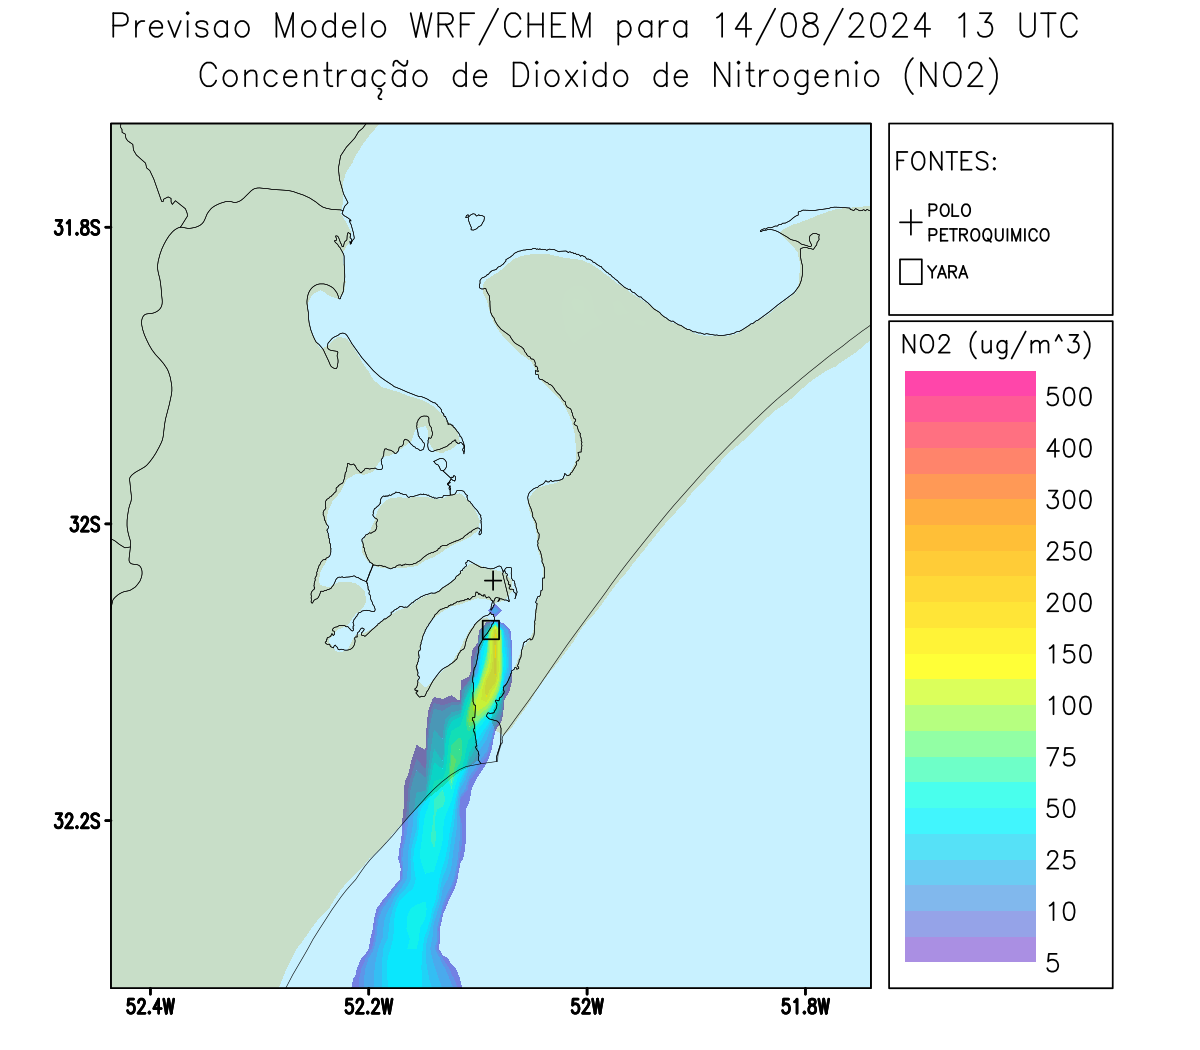 Previsao Modelo WRF/CHEM para 14/08/2024 13 UTC
Concentração de Dioxido de Nitrogenio (NO2)
FONTES:
POLO
PETROQUIMICO
YARA
NO2 (ug/m^3)
500
400
300
250
200
150
100
75
50
25
10
5
31.8S
32S
32.2S
52.4W
52.2W
52W
51.8W